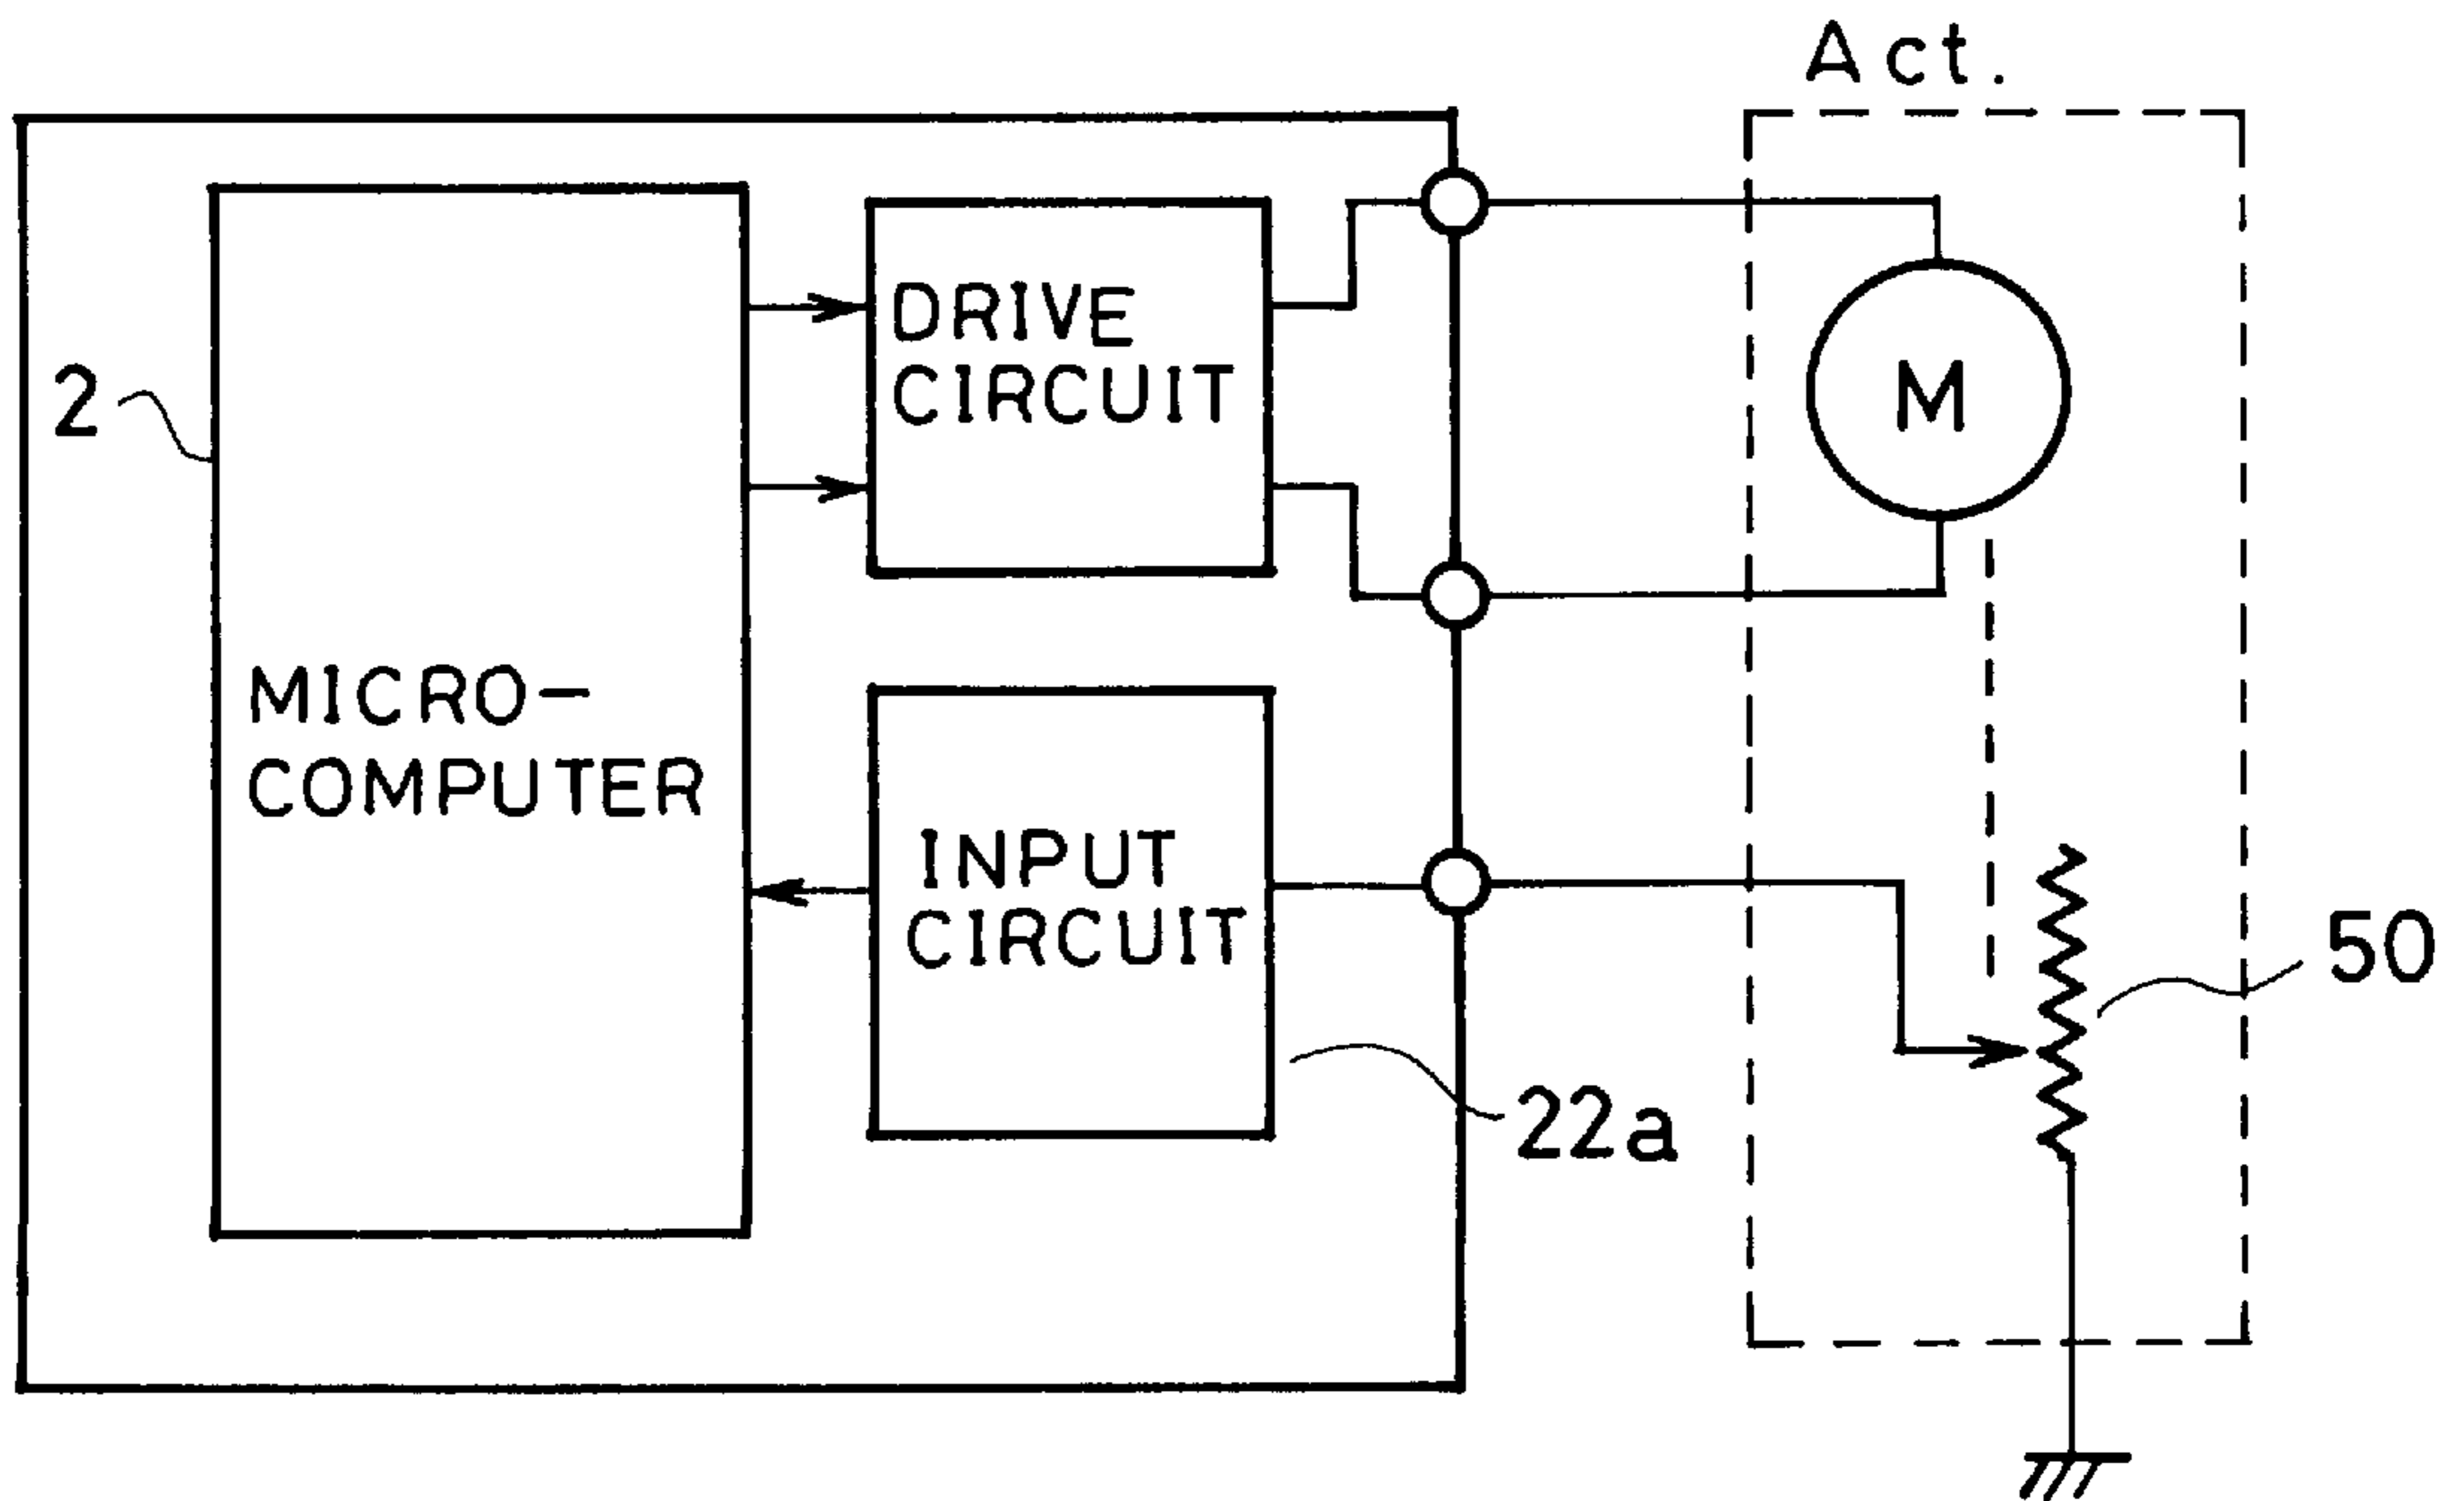 Act.
DRIVE
CIRCUIT
2
M
MICRO-
COMPUTER
INPUT
CIRCUIT
50
22a